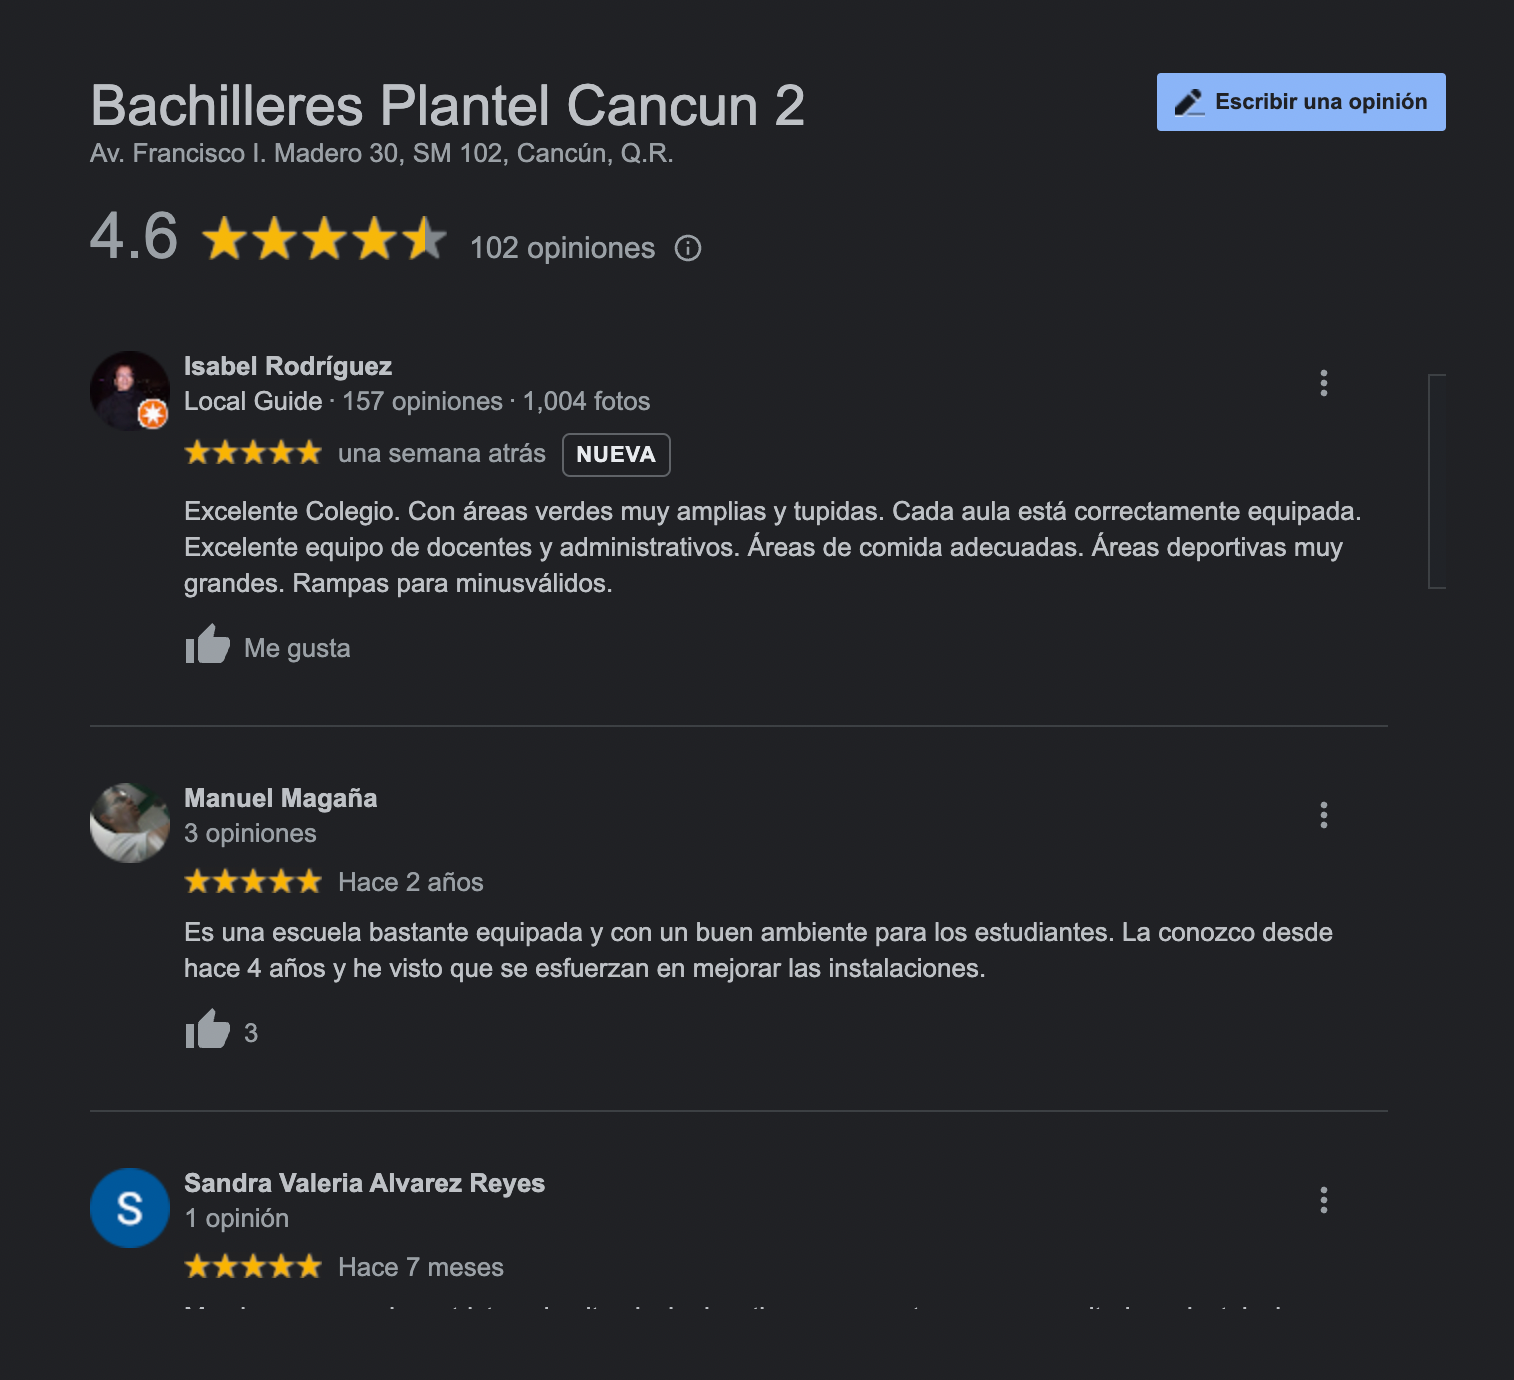 Bachilleres Plantel Cancun 2
Escribir una opinión
Av. Francisco I. Madero 30, SM 102, Cancún, Q.R.
4.6 102 opiniones
Isabel Rodríguez
Local Guide · 157 opiniones · 1,004 fotos
una semana atrás NUEVA
Excelente Colegio. Con áreas verdes muy amplias y tupidas. Cada aula está correctamente equipada.
Excelente equipo de docentes y administrativos. Áreas de comida adecuadas. Áreas deportivas muy
grandes. Rampas para minusválidos.
Me gusta
Manuel Magaña
3 opiniones
Hace 2 años
Es una escuela bastante equipada y con un buen ambiente para los estudiantes. La conozco desde
hace 4 años y he visto que se esfuerzan en mejorar las instalaciones.
3
S
Sandra Valeria Alvarez Reyes
1 opinión
Hace 7 meses